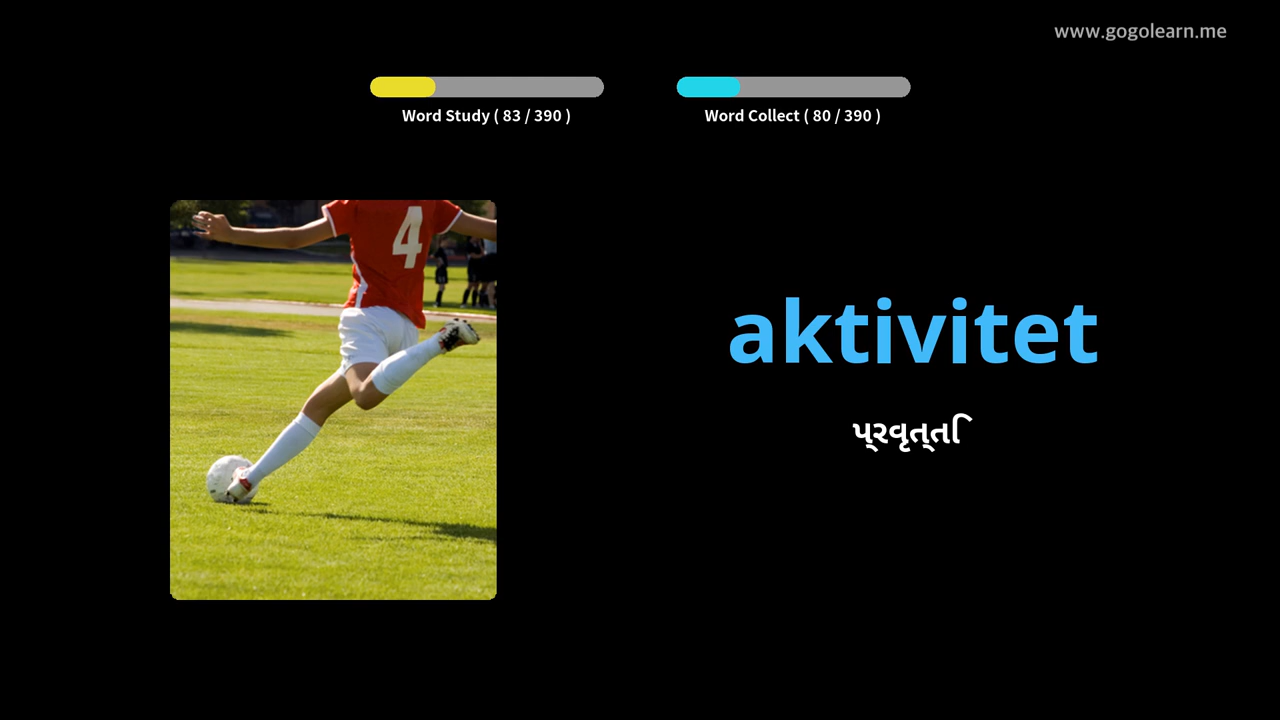 www.gogolearn.me
Word Study ( 83 / 390 )
Word Collect ( 80 / 390 )
4
aktivitet
પ્રવૃત્તિ